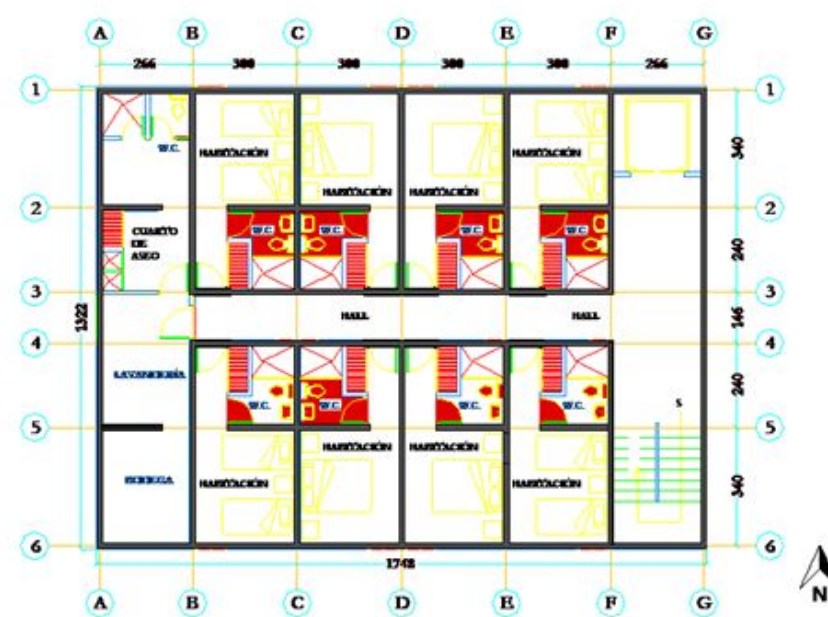 A B C D E F G
266 300 300 300 300 266
1 1
W.C. HABITACIÓN HABITACIÓN HABITACIÓN HABITACIÓN 340
2 2
CUARTO
DE
ASEO
W.C. W.C. W.C. W.C. 240
3 3
1322 HALL HALL 146
4 4
LAVANDERÍA 240
W.C. W.C. W.C. W.C. S
5 5
HABITACIÓN HABITACIÓN
BODEGA HABITACIÓN HABITACIÓN 340
6 6
1748
A B C D E F G
N